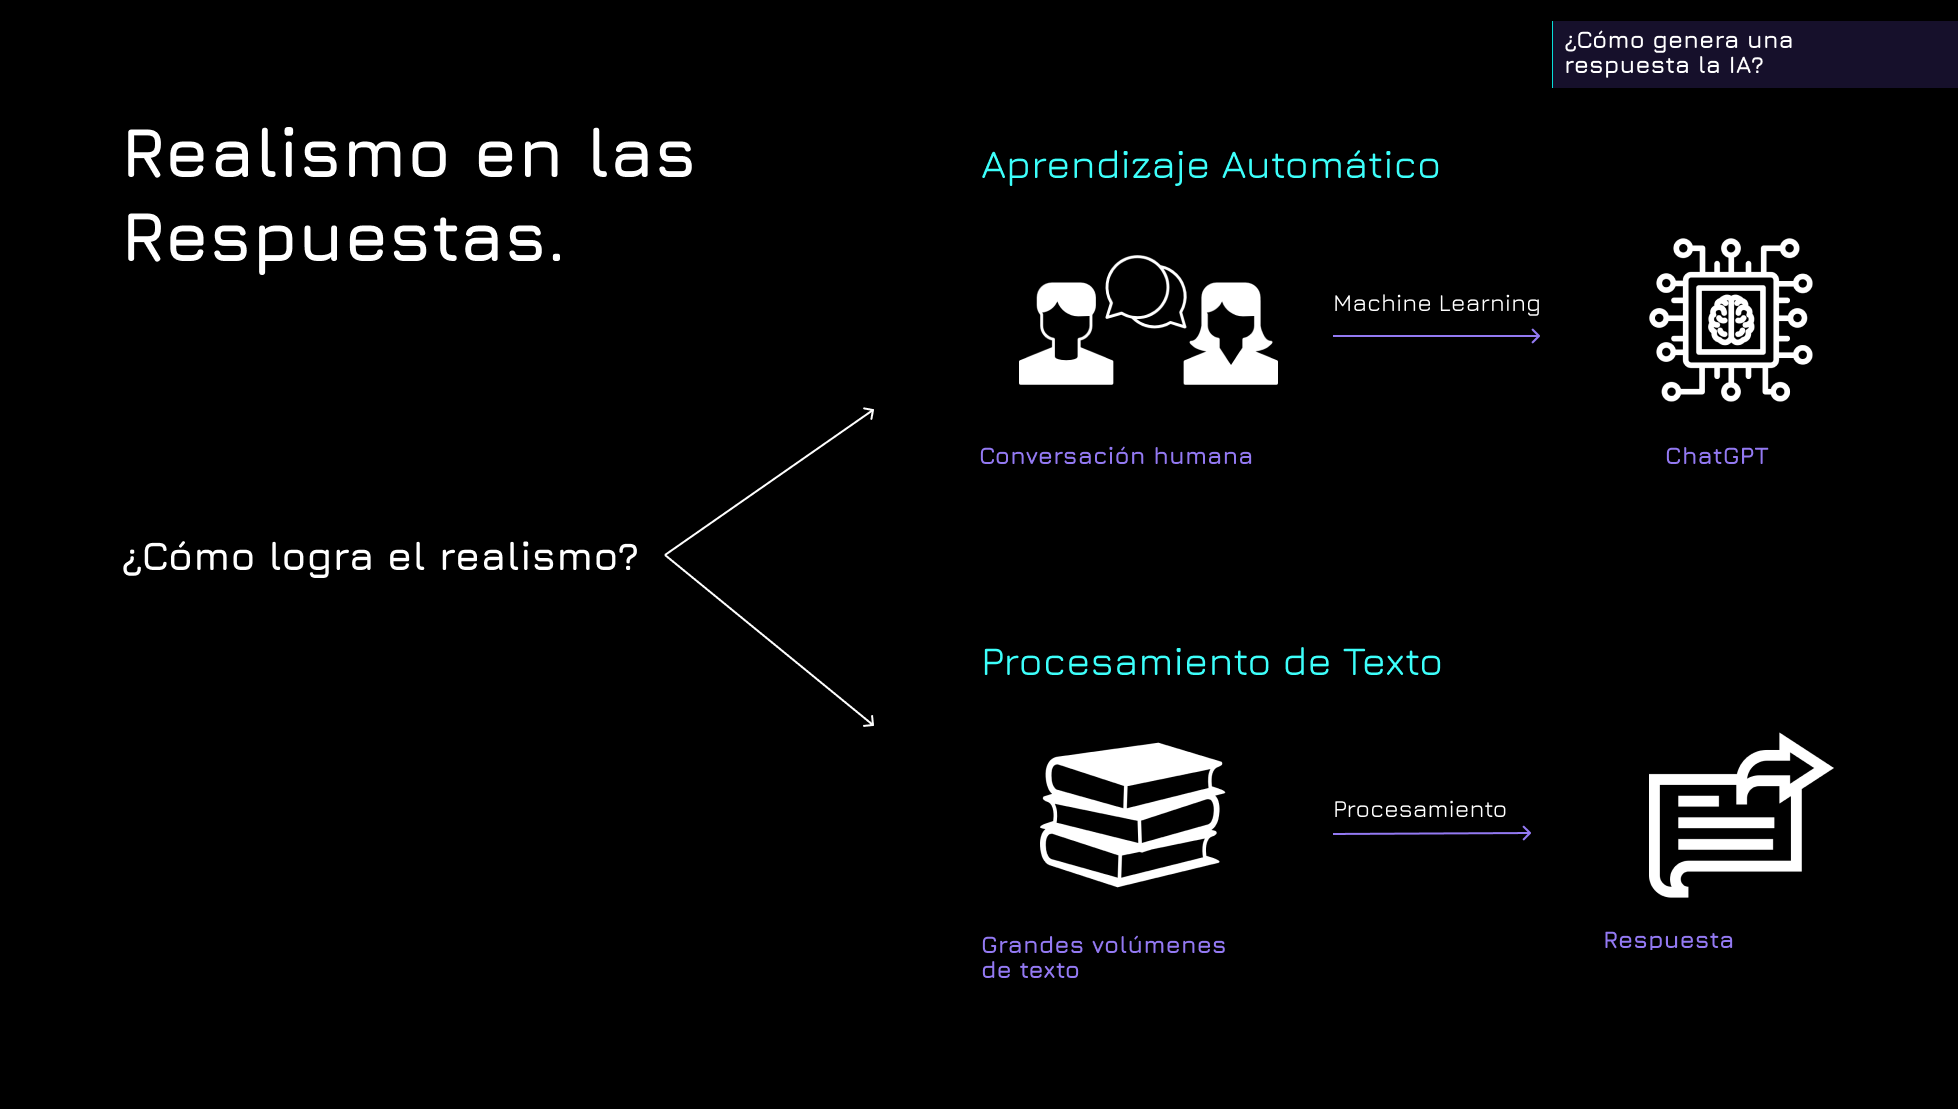 ¿Cómo genera una
respuesta la IA?
Realismo en las
Respuestas.
¿Cómo logra el realismo?
Aprendizaje Automático
Machine Learning
Conversación humana
ChatGPT
Procesamiento de Texto
Procesamiento
Grandes volúmenes
de texto
Respuesta